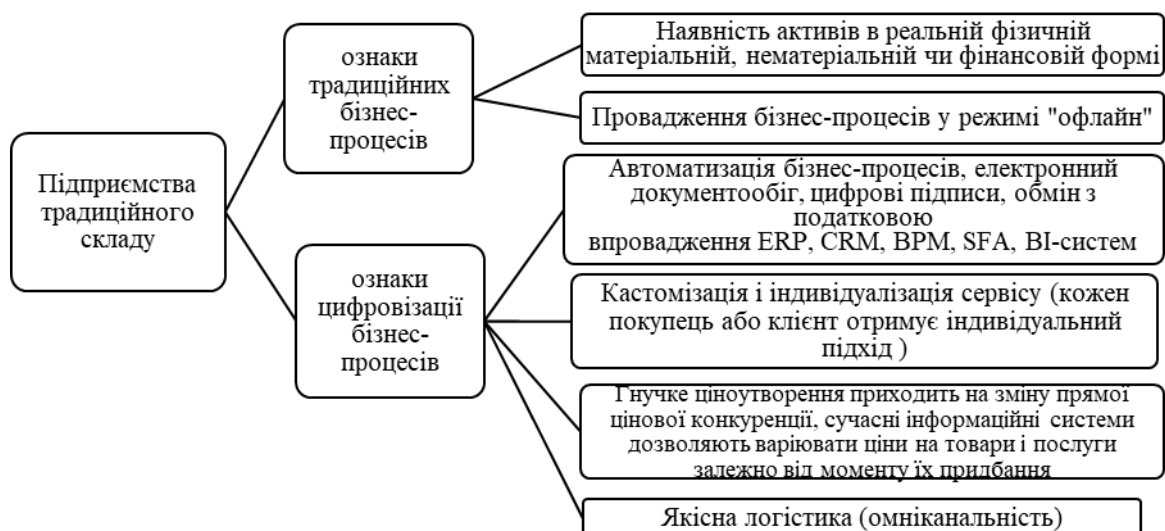 Підприємства
традиційного
складу
ознаки
традиційних
бізнес-
процесів
Наявність активів в реальній фізичній
матеріальній, нематеріальній чи фінансовій формі
Провадження бізнес-процесів у режимі "офлайн"
ознаки
цифровізації
бізнес-
процесів
Автоматизація бізнес-процесів, електронний
документообіг, цифрові підписи, обмін з
податковою
впровадження ERP, CRM, BPM, SFA, BI-систем
Кастомізація і індивідуалізація сервісу (кожен
покупець або клієнт отримує індивідуальний
підхід )
Гнучке ціноутворення приходить на зміну прямої
цінової конкуренції, сучасні інформаційні системи
дозволяють варіювати ціни на товари і послуги
залежно від моменту їх придбання
Якісна логістика (омніканальність)